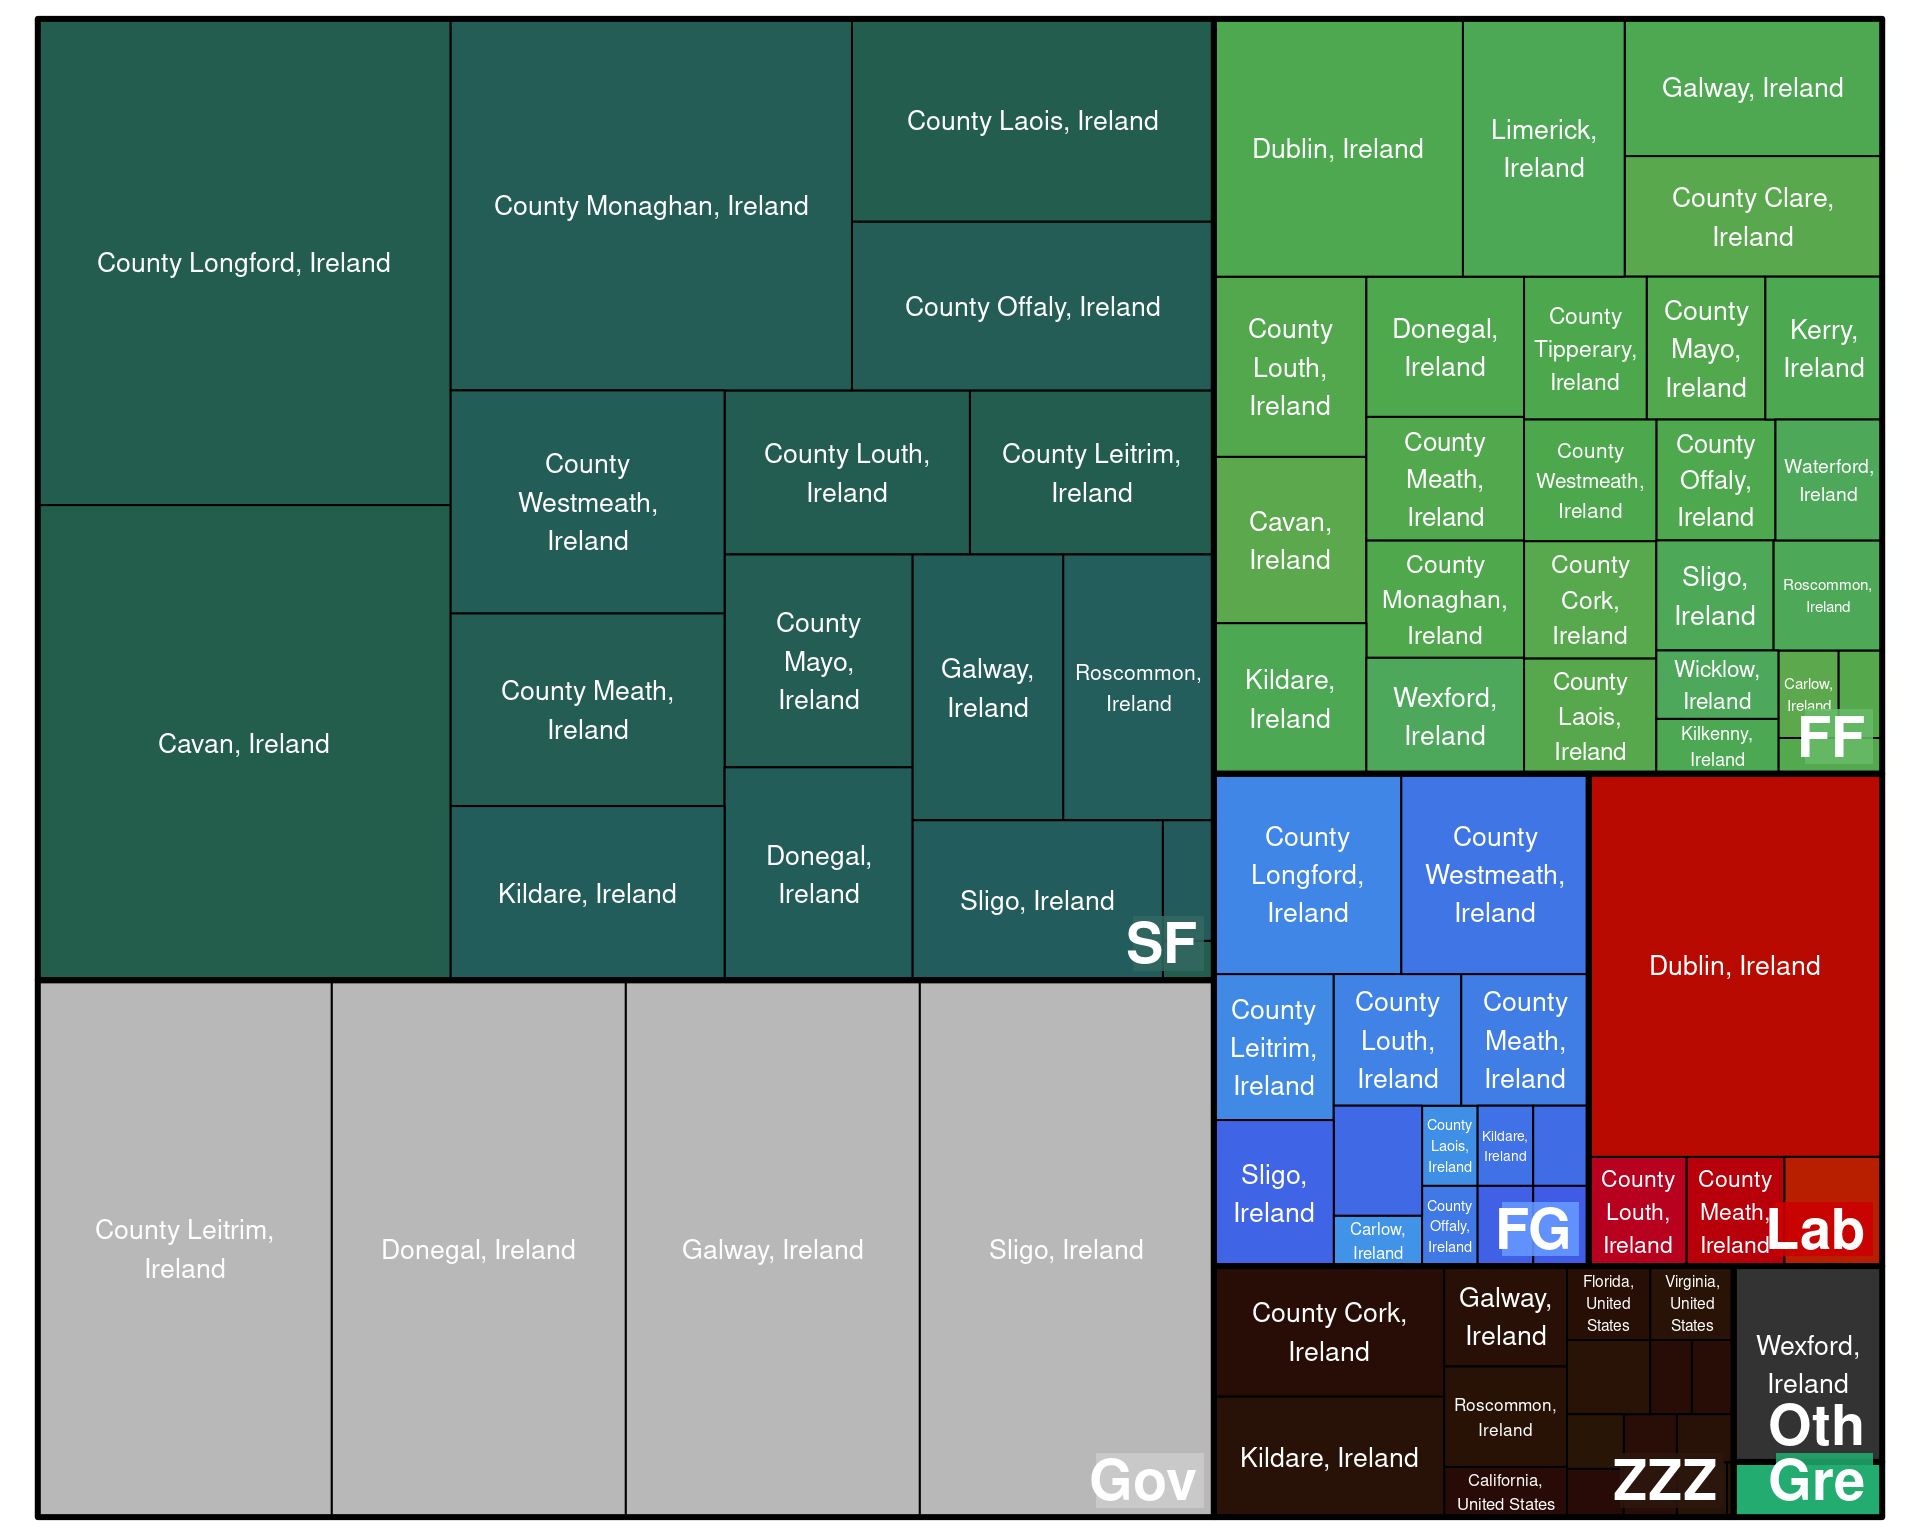 County Longford, Ireland
Cavan, Ireland
County Monaghan, Ireland
County Laois, Ireland
County Offaly, Ireland
County
Westmeath,
Ireland
County Meath,
Ireland
Kildare, Ireland
County Louth,
Ireland
County Leitrim,
Ireland
County
Mayo,
Ireland
Donegal,
Ireland
Galway,
Ireland
Roscommon,
Ireland
Sligo, Ireland
SF
County Leitrim,
Ireland
Donegal, Ireland
Galway, Ireland
Sligo, Ireland
Gov
Dublin, Ireland
Limerick,
Ireland
Galway, Ireland
County Clare,
Ireland
County
Louth,
Ireland
Cavan,
Ireland
Kildare,
Ireland
Donegal,
Ireland
County
Meath,
Ireland
County
Monaghan,
Ireland
Wexford,
Ireland
County
Tipperary,
Ireland
County
Mayo,
Ireland
Kerry,
Ireland
County
Westmeath,
Ireland
County
Offaly,
Ireland
Waterford,
Ireland
County
Cork,
Ireland
County
Laois,
Ireland
Sligo,
Ireland
Roscommon,
Ireland
Wicklow,
Ireland
Kilkenny,
Ireland
Carlow,
Ireland
FF
County
Longford,
Ireland
County
Westmeath,
Ireland
County
Leitrim,
Ireland
Sligo,
Ireland
County
Louth,
Ireland
County
Meath,
Ireland
Carlow,
Ireland
County
Laois,
Ireland
Kildare,
Ireland
County
Offaly,
Ireland
FG
Dublin, Ireland
County
Louth,
Ireland
County
Meath,
Ireland
Lab
County Cork,
Ireland
Kildare, Ireland
Galway,
Ireland
Roscommon,
Ireland
California,
United States
Florida,
United
States
Virginia,
United
States
ZZZ
Wexford,
Ireland
Oth
Gre